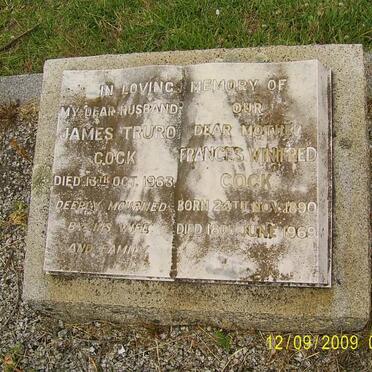 IN LOVING MEMORY OF
MY DEAR HUSBAND
JAMES TRURO
COCK
DIED 13TH OCT. 1963
DEEPLY MOURNED
BY HIS WIFE
AND FAMILY
OUR
DEAR MOTHER
FRANCES WINIFRED
COCK
BORN 24TH NOV. 1890
DIED 16TH JUNE 1969
12/09/2009